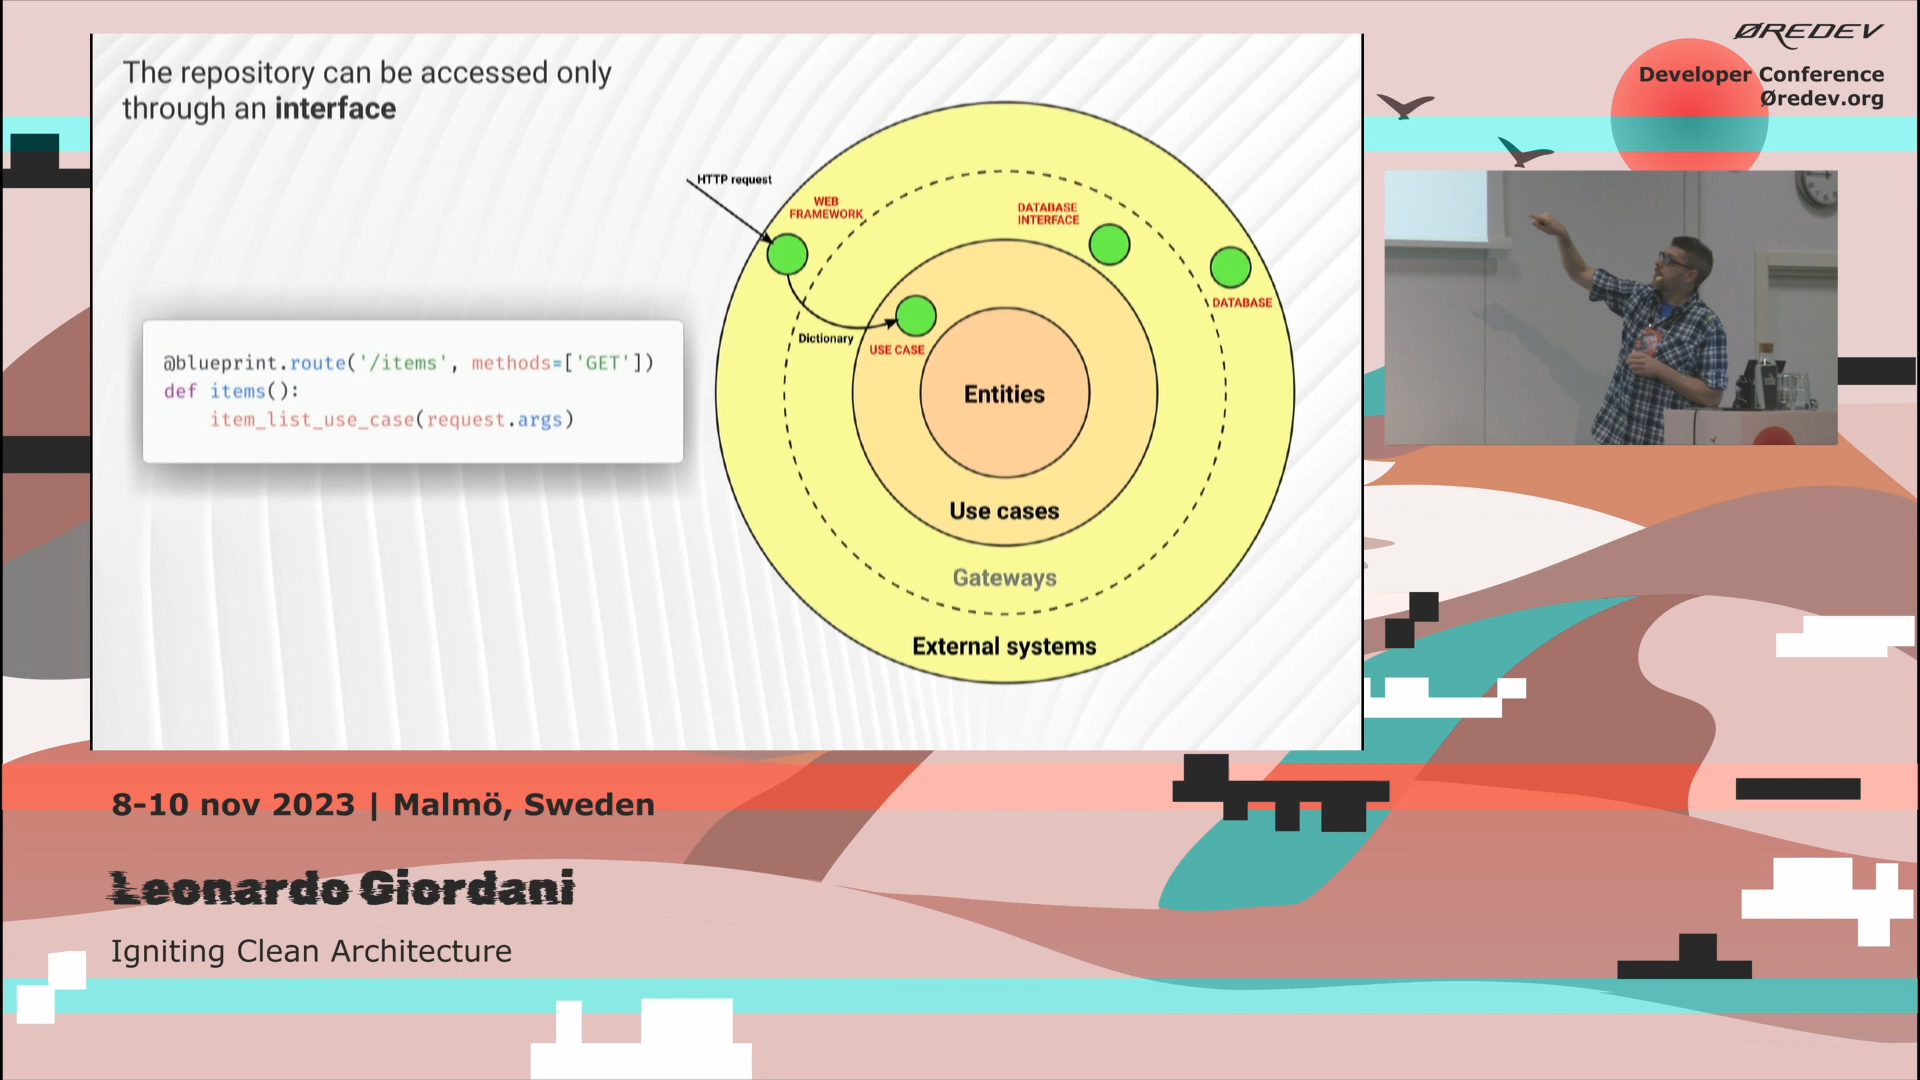 The repository can be accessed only
through an interface
HTTP request
WEB
FRAMEWORK
DATABASE
INTERFACE
DATABASE
Dictionary
USE CASE
Entities
Use cases
Gateways
External systems
@blueprint.route('/items', methods=['GET'])
def items():
    item_list_use_case(request.args)
ØREDEV
Developer Conference
Øredev.org
8-10 nov 2023 | Malmö, Sweden
Leonardo Giordani
Igniting Clean Architecture